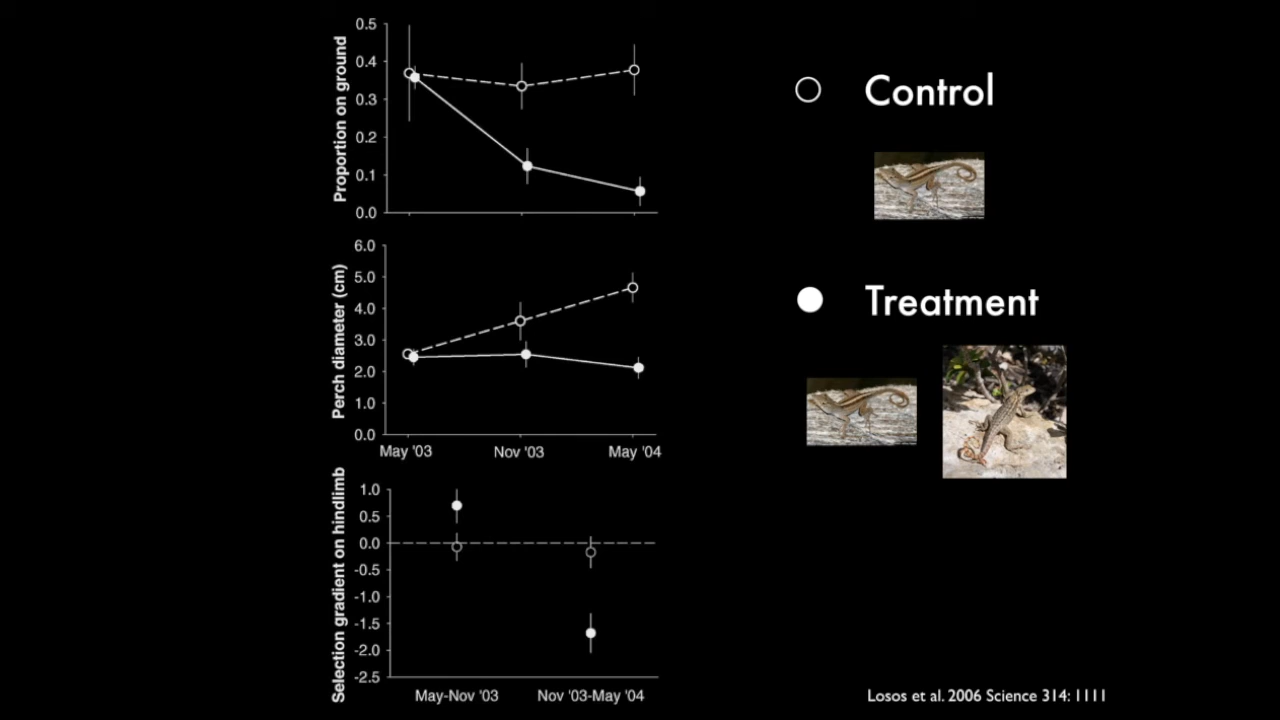 Proportion on ground
0.5
0.4
0.3
0.2
0.1
0.0
Perch diameter (cm)
6.0
5.0
4.0
3.0
2.0
1.0
0.0
May '03
Nov '03
May '04
Selection gradient on hindlimb
1.0
0.5
0.0
-0.5
-1.0
-1.5
-2.0
-2.5
May-Nov '03
Nov '03-May '04
Control
Treatment
Losos et al. 2006 Science 314: 1111